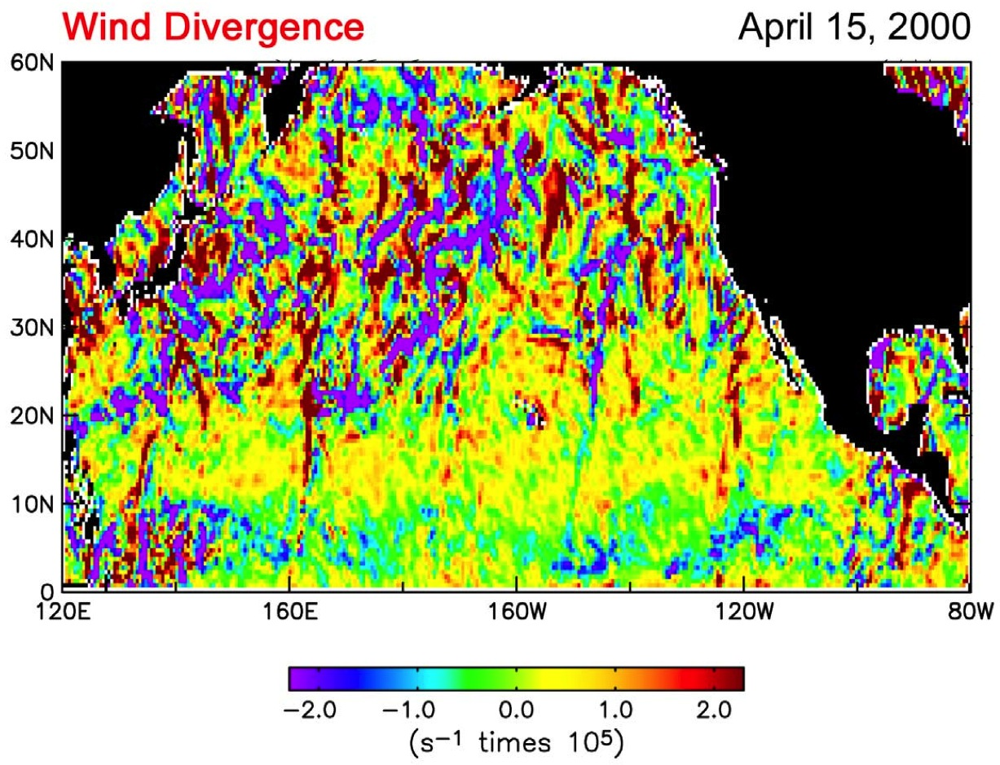 Wind Divergence April 15, 2000
60N
50N
40N
30N
20N
10N
0
120E 160E 160W 120W 80W
−2.0 −1.0 0.0 1.0 2.0
(s⁻¹ times 10⁵)